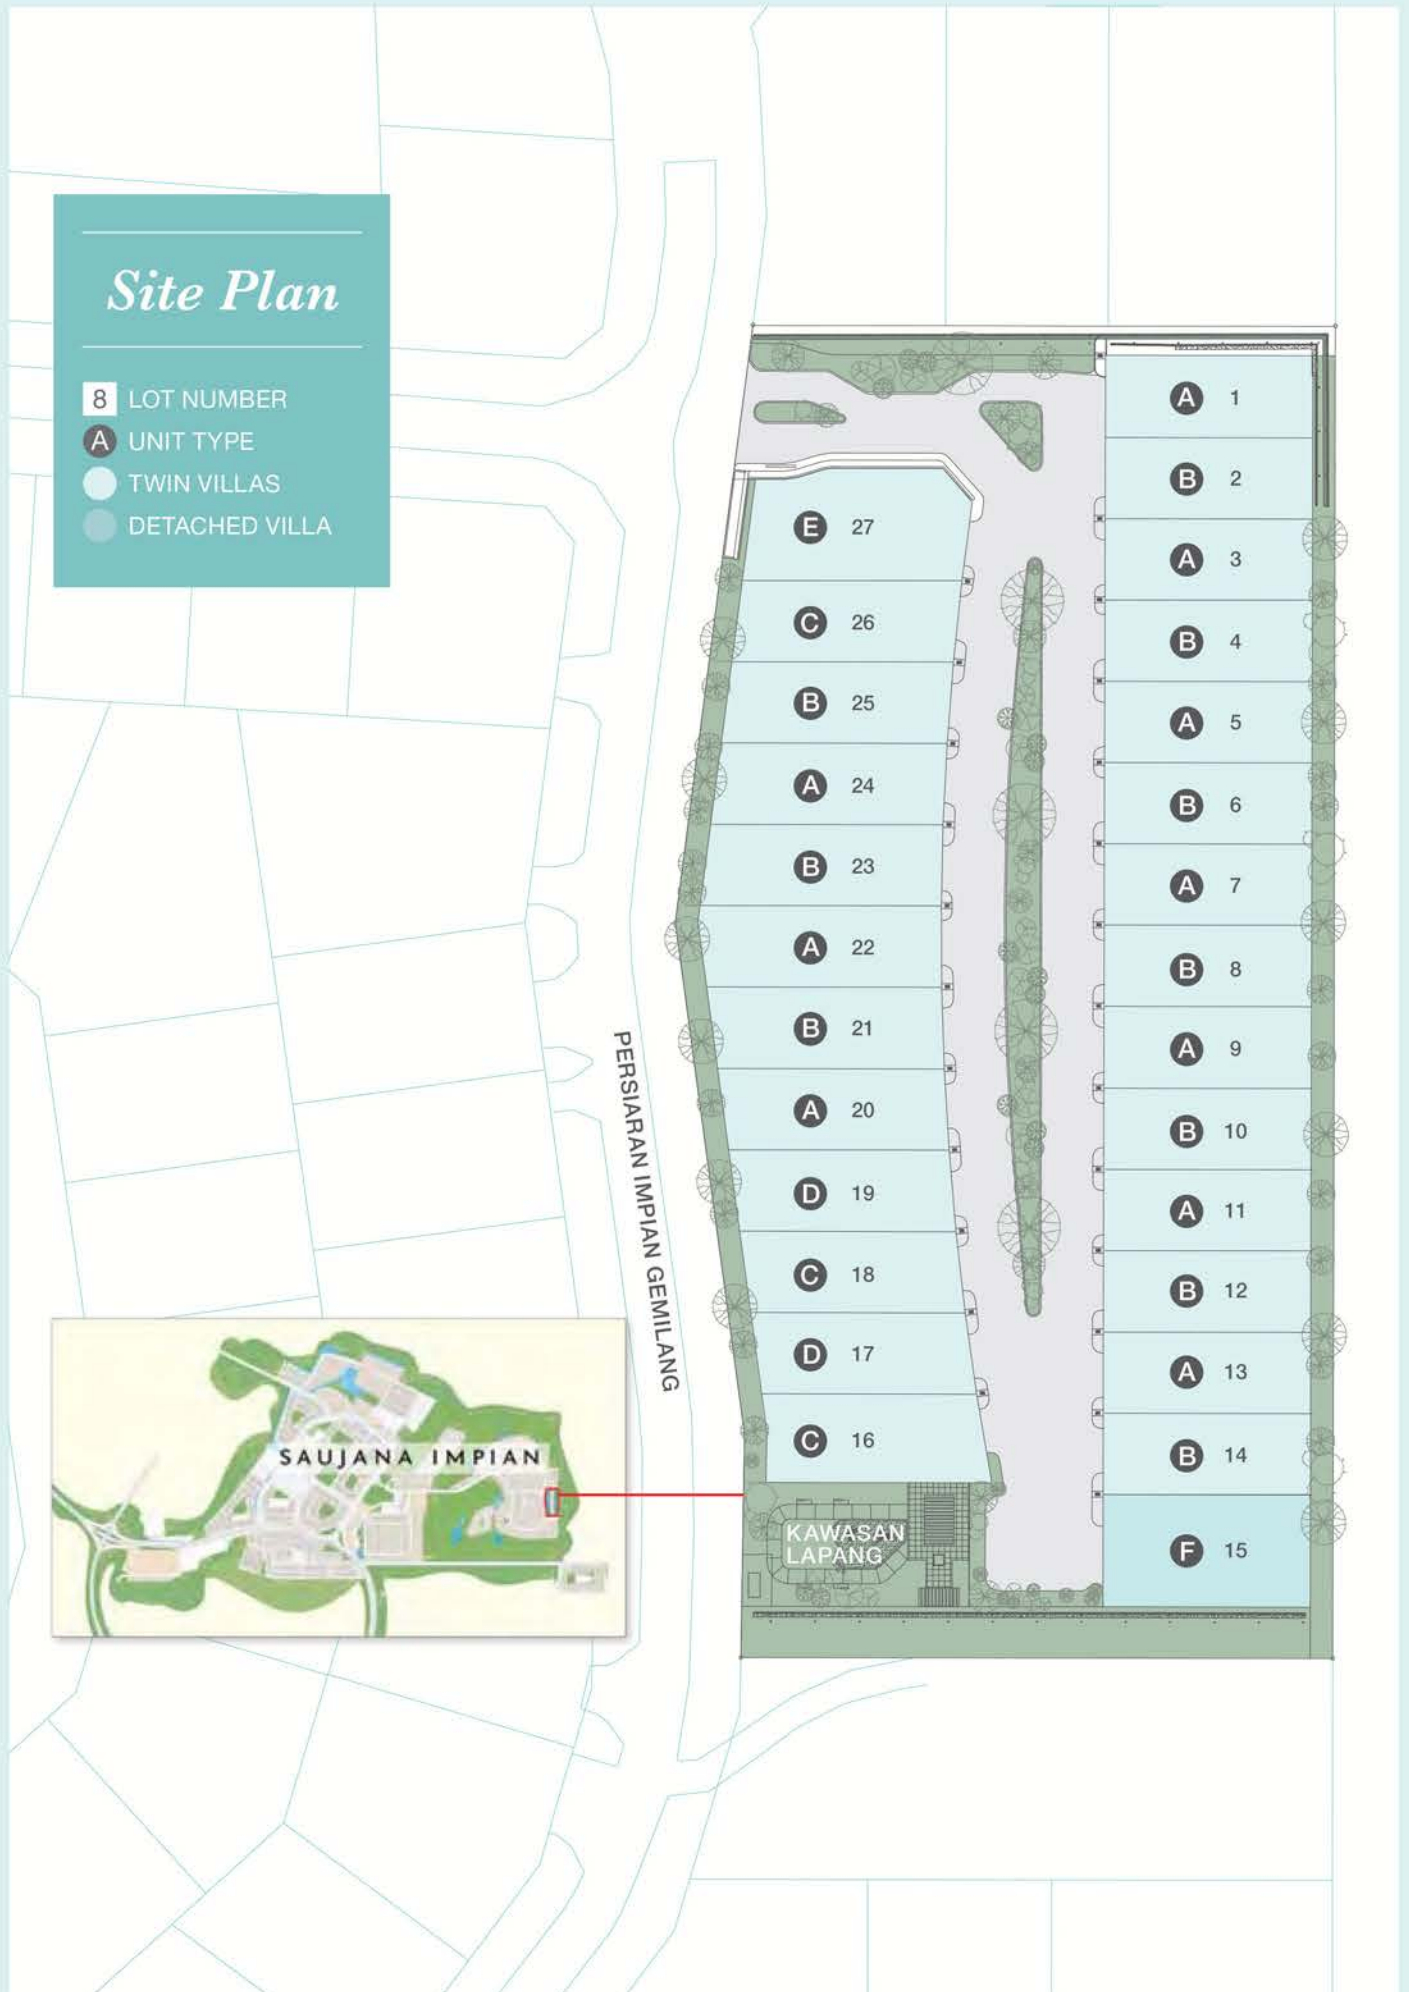 Site Plan
8 LOT NUMBER
A UNIT TYPE
TWIN VILLAS
DETACHED VILLA
A 1
B 2
A 3
B 4
A 5
B 6
A 7
B 8
A 9
B 10
A 11
B 12
A 13
B 14
F 15
E 27
C 26
B 25
A 24
B 23
A 22
B 21
A 20
D 19
C 18
D 17
C 16
PERSIARAN IMPIAN GEMILANG
KAWASAN
LAPANG
SAUJANA IMPIAN